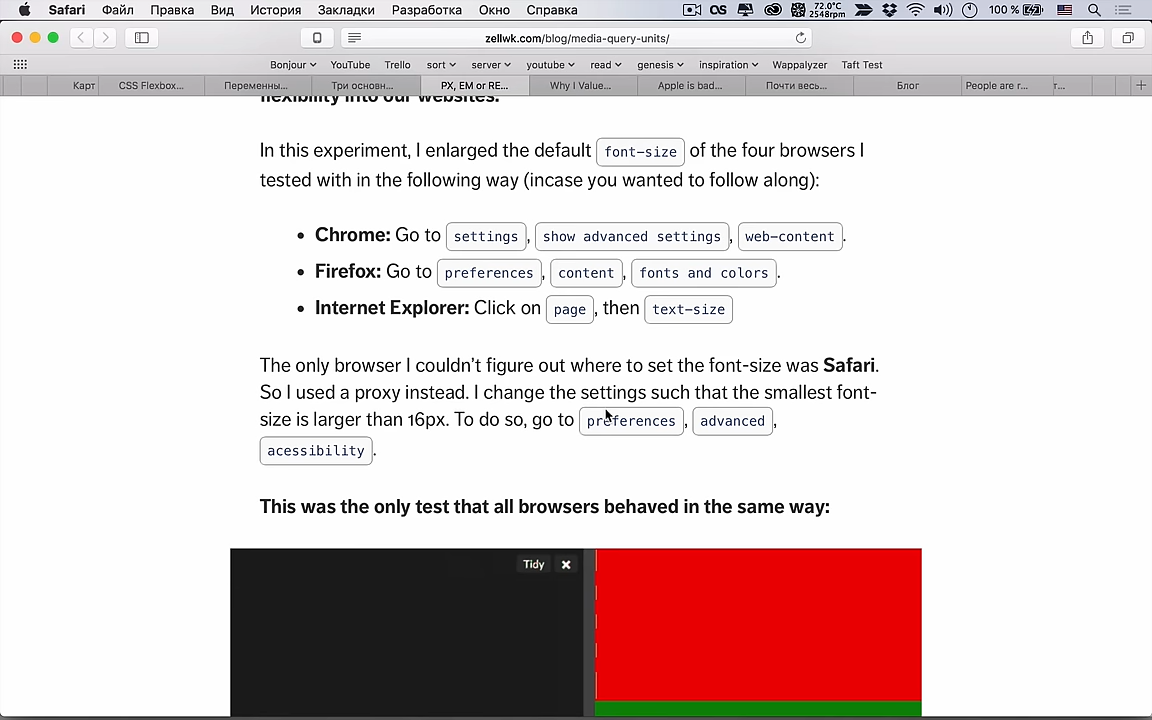 Safari Файл Правка Вид История Закладки Разработка Окно Справка OS 72.0°C 2548rpm 100 %
zellwk.com/blog/media-query-units/
Bonjour YouTube Trello sort server youtube read genesis inspiration Wappalyzer Taft Test
Карт CSS Flexbox... Переменны... Три основн... PX, EM or RE... Why I Value... Apple is bad... Почти весь... Блог People are r... т...
flexibility into our websites.
In this experiment, I enlarged the default font-size of the four browsers I
tested with in the following way (incase you wanted to follow along):
• Chrome: Go to settings, show advanced settings, web-content.
• Firefox: Go to preferences, content, fonts and colors.
• Internet Explorer: Click on page, then text-size
The only browser I couldn't figure out where to set the font-size was Safari.
So I used a proxy instead. I change the settings such that the smallest font-
size is larger than 16px. To do so, go to preferences, advanced,
acessibility.
This was the only test that all browsers behaved in the same way:
Tidy